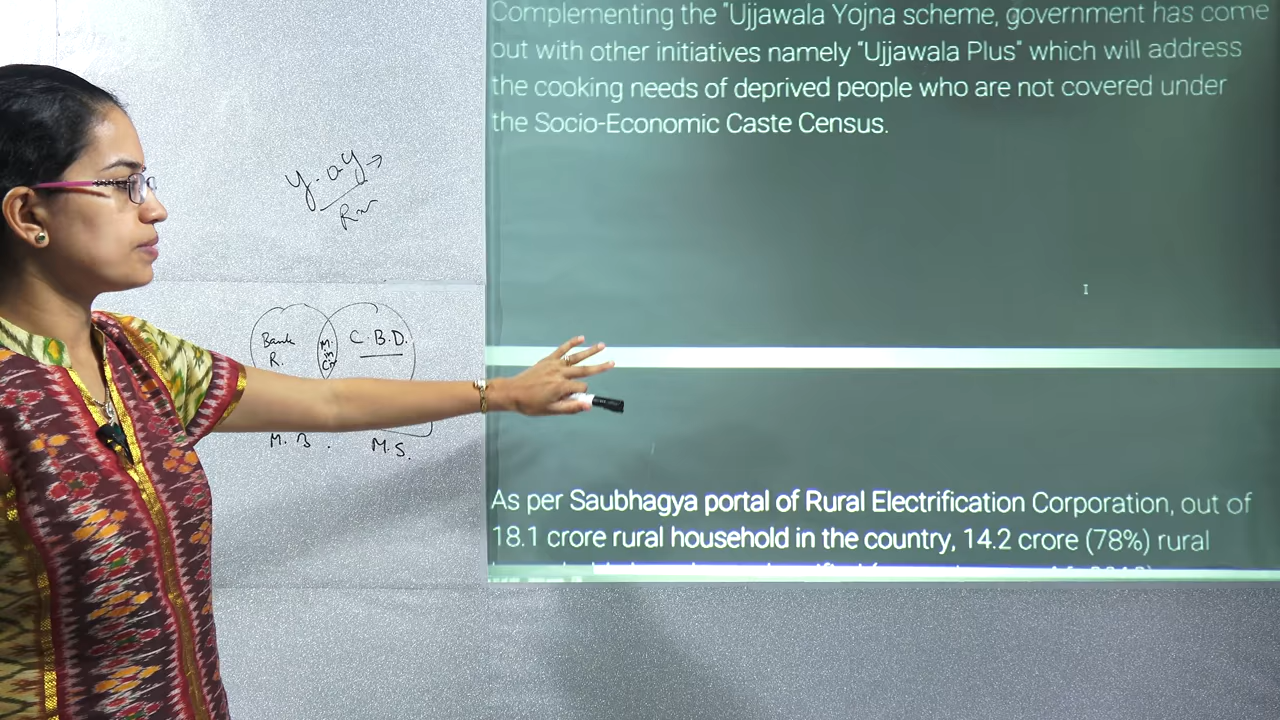 Complementing the "Ujjawala Yojna scheme, government has come
out with other initiatives namely “Ujjawala Plus” which will address
the cooking needs of deprived people who are not covered under
the Socio-Economic Caste Census.
y. ay →
Bank
R.
C.B.D.
M. B.
M.S.
As per Saubhagya portal of Rural Electrification Corporation, out of
18.1 crore rural household in the country, 14.2 crore (78%) rural